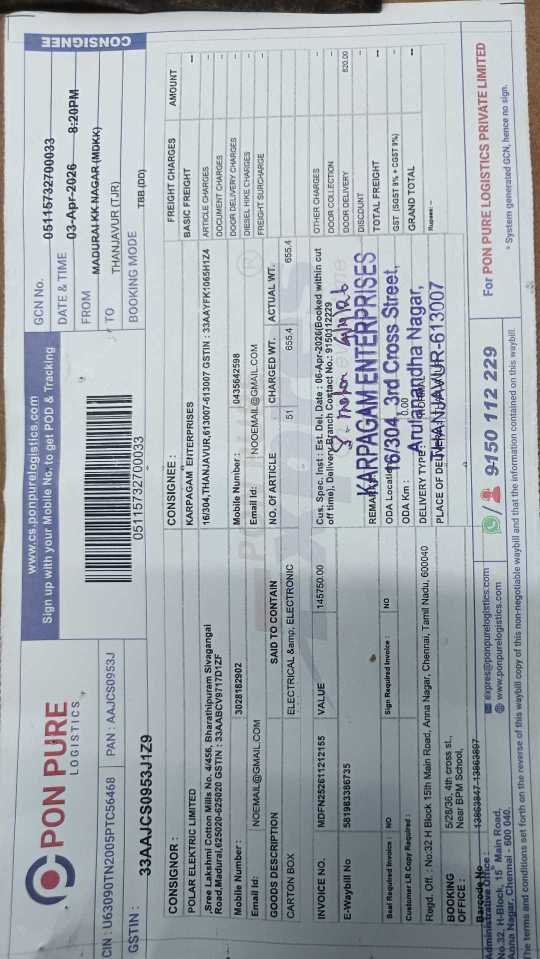 PON PURE
LOGISTICS
www.cs.ponpurelogistics.com
Sign up with your Mobile No. to get POD & Tracking
CONSIGNEE
CIN : U63090TN2005PTC56468
PAN : AAJCS0953J
GSTIN : 33AAJCS0953J1Z9
05115732700033
GCN No. 05115732700033
DATE & TIME 03-Apr-2026 8:20PM
FROM MADURAI KK NAGAR (MDKK)
TO THANJAVUR (TJR)
BOOKING MODE TBB (DD)
CONSIGNOR :
POLAR ELEKTRIC LIMITED
.Sree Lakshmi Cotton Mills No. 4/456, Bharathipuram Sivagangai
Road,Madurai,625020-625020 GSTIN : 33AABCV9717D1ZF
Mobile Number : 3028182902
Email Id: NOEMAIL@GMAIL.COM
CONSIGNEE :
KARPAGAM ENTERPRISES
16/304,THANJAVUR,613007-613007 GSTIN : 33AAYFK1065H1Z4
Mobile Number : 0435642598
Email Id: NOOEMAIL@GMAIL.COM
FREIGHT CHARGES AMOUNT
BASIC FREIGHT --
ARTICLE CHARGES --
DOCUMENT CHARGES --
DOOR DELIVERY CHARGES --
DIESEL HIKE CHARGES --
FREIGHT SURCHARGE --
GOODS DESCRIPTION SAID TO CONTAIN NO. OF ARTICLE CHARGED WT. ACTUAL WT.
CARTON BOX ELECTRICAL &amp; ELECTRONIC 51 655.4 655.4
OTHER CHARGES --
DOOR COLLECTION --
DOOR DELIVERY 820.00
DISCOUNT --
TOTAL FREIGHT --
GST (SGST 9% + CGST 9%) --
GRAND TOTAL --
Rupees: --
INVOICE NO. MDFN252611212155 VALUE 145750.00
E-Waybill No 581983386735
Cus. Spec. Inst : Est. Del. Date : 06-Apr-2026(Booked within cut
off time), Delivery Branch Contact No.: 9150112229
Seal Required Invoice : NO Sign Required Invoice : NO
Customer LR Copy Required :
KARPAGAM ENTERPRISES
16/304, 3rd Cross Street,
Arulanandha Nagar,
THANJAVUR-613007
ODA Km : 0.00
DELIVERY TYPE : NORMAL
Regd. Off. : No:32 H Block 15th Main Road, Anna Nagar, Chennai, Tamil Nadu, 600040
BOOKING OFFICE : 5/28/36, 4th cross st.,
Near BPM School,
Barcode No 13863847-13863897
Administrative Office :
No.32, H-Block, 15 Main Road,
Anna Nagar, Chennai - 600 040.
expres@ponpurelogistics.com
www.ponpurelogistics.com
9150 112 229
For PON PURE LOGISTICS PRIVATE LIMITED
* System generated GCN, hence no sign.
The terms and conditions set forth on the reverse of this waybill copy of this non-negotiable waybill and that the information contained on this waybill.